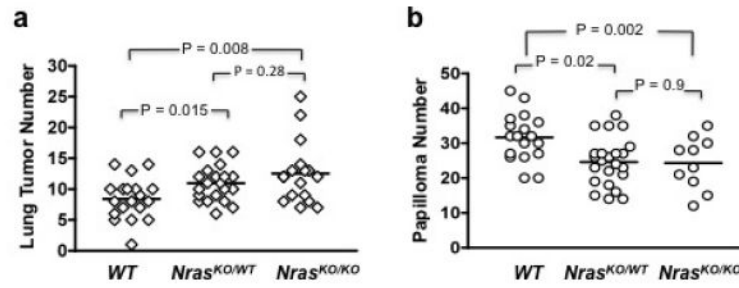 a
P = 0.008
P = 0.28
P = 0.015
Lung Tumor Number
30
25
20
15
10
5
0
WT
Nras^KO/WT
Nras^KO/KO
b
P = 0.002
P = 0.02
P = 0.9
Papilloma Number
50
40
30
20
10
0
WT
Nras^KO/WT
Nras^KO/KO